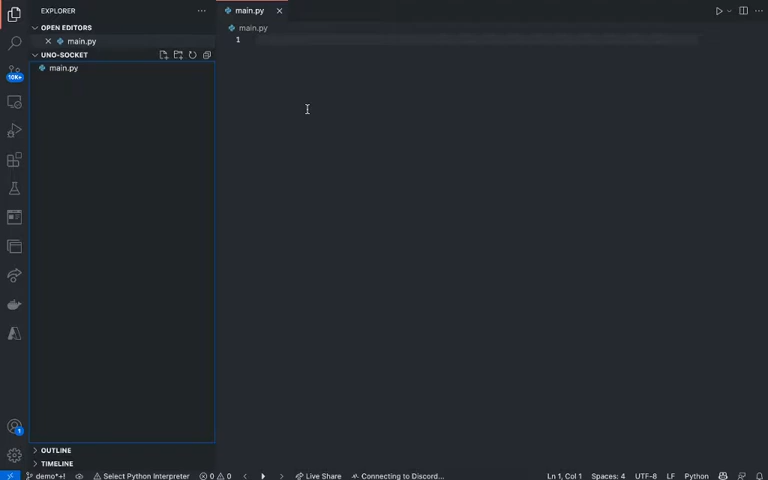 EXPLORER
OPEN EDITORS
main.py
UNO-SOCKET
main.py
main.py
main.py
1
10K+
1
OUTLINE
TIMELINE
demo*+!
Select Python Interpreter
0
0
Live Share
Connecting to Discord...
Ln 1, Col 1
Spaces: 4
UTF-8
LF
Python